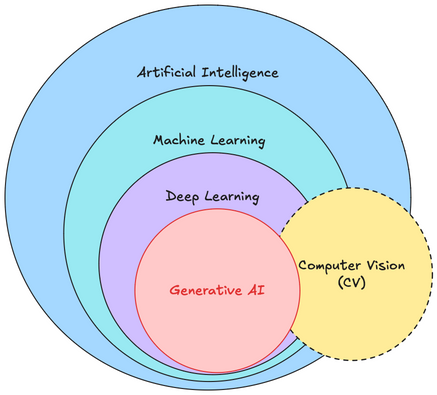 Artificial Intelligence
Machine Learning
Deep Learning
Generative AI
Computer Vision
(CV)